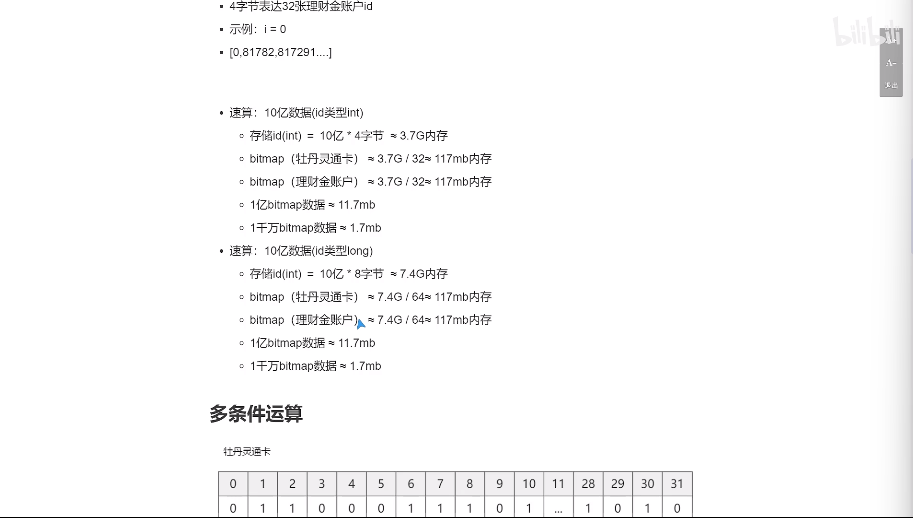 4字节表达32张理财金账户id
示例：i = 0
[0,81782,817291....]
bilibili
A-
速算：10亿数据(id类型int)
存储id(int) = 10亿 * 4字节 ≈ 3.7G内存
bitmap（牡丹灵通卡） ≈ 3.7G / 32≈ 117mb内存
bitmap（理财金账户） ≈ 3.7G / 32≈ 117mb内存
1亿bitmap数据 ≈ 11.7mb
1千万bitmap数据 ≈ 1.7mb
速算：10亿数据(id类型long)
存储id(int) = 10亿 * 8字节 ≈ 7.4G内存
bitmap（牡丹灵通卡） ≈ 7.4G / 64≈ 117mb内存
bitmap（理财金账户） ≈ 7.4G / 64≈ 117mb内存
1亿bitmap数据 ≈ 11.7mb
1千万bitmap数据 ≈ 1.7mb
多条件运算
牡丹灵通卡
0 1 2 3 4 5 6 7 8 9 10 11 28 29 30 31
0 1 1 0 0 0 1 1 1 0 1 ... 1 0 1 0